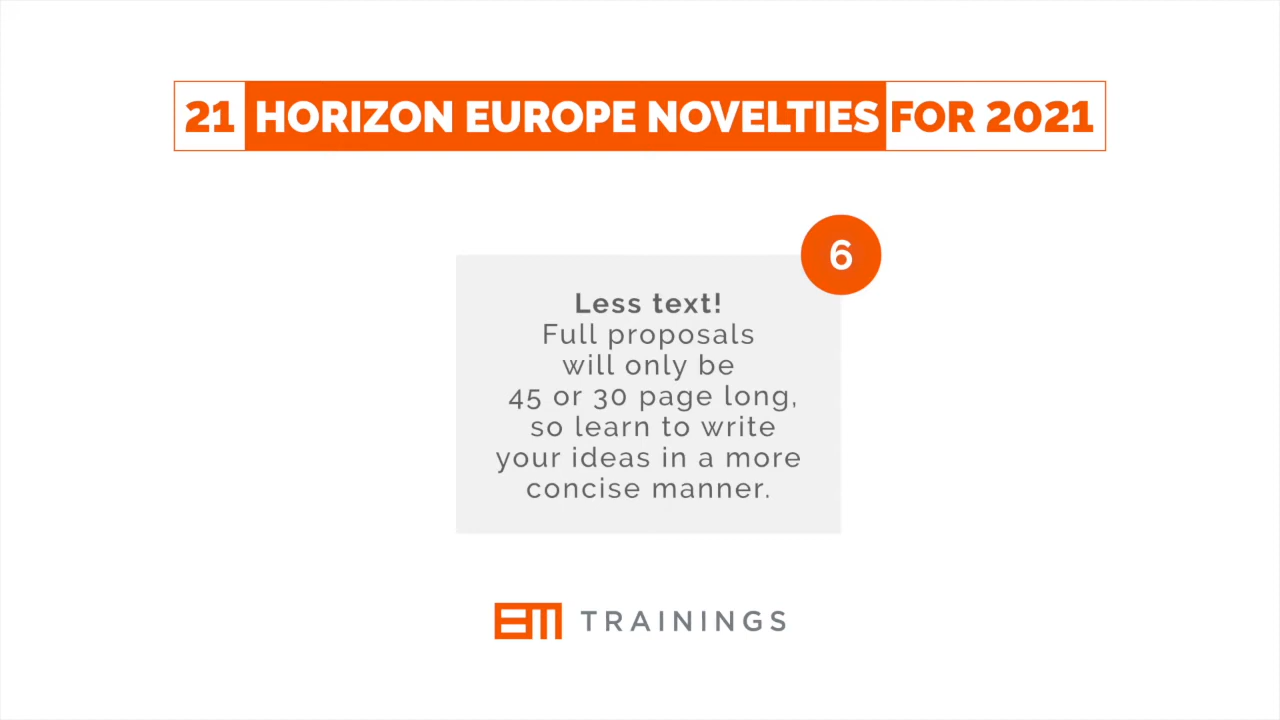 21 HORIZON EUROPE NOVELTIES FOR 2021
6
Less text!
Full proposals
will only be
45 or 30 page long,
so learn to write
your ideas in a more
concise manner.
EM TRAININGS